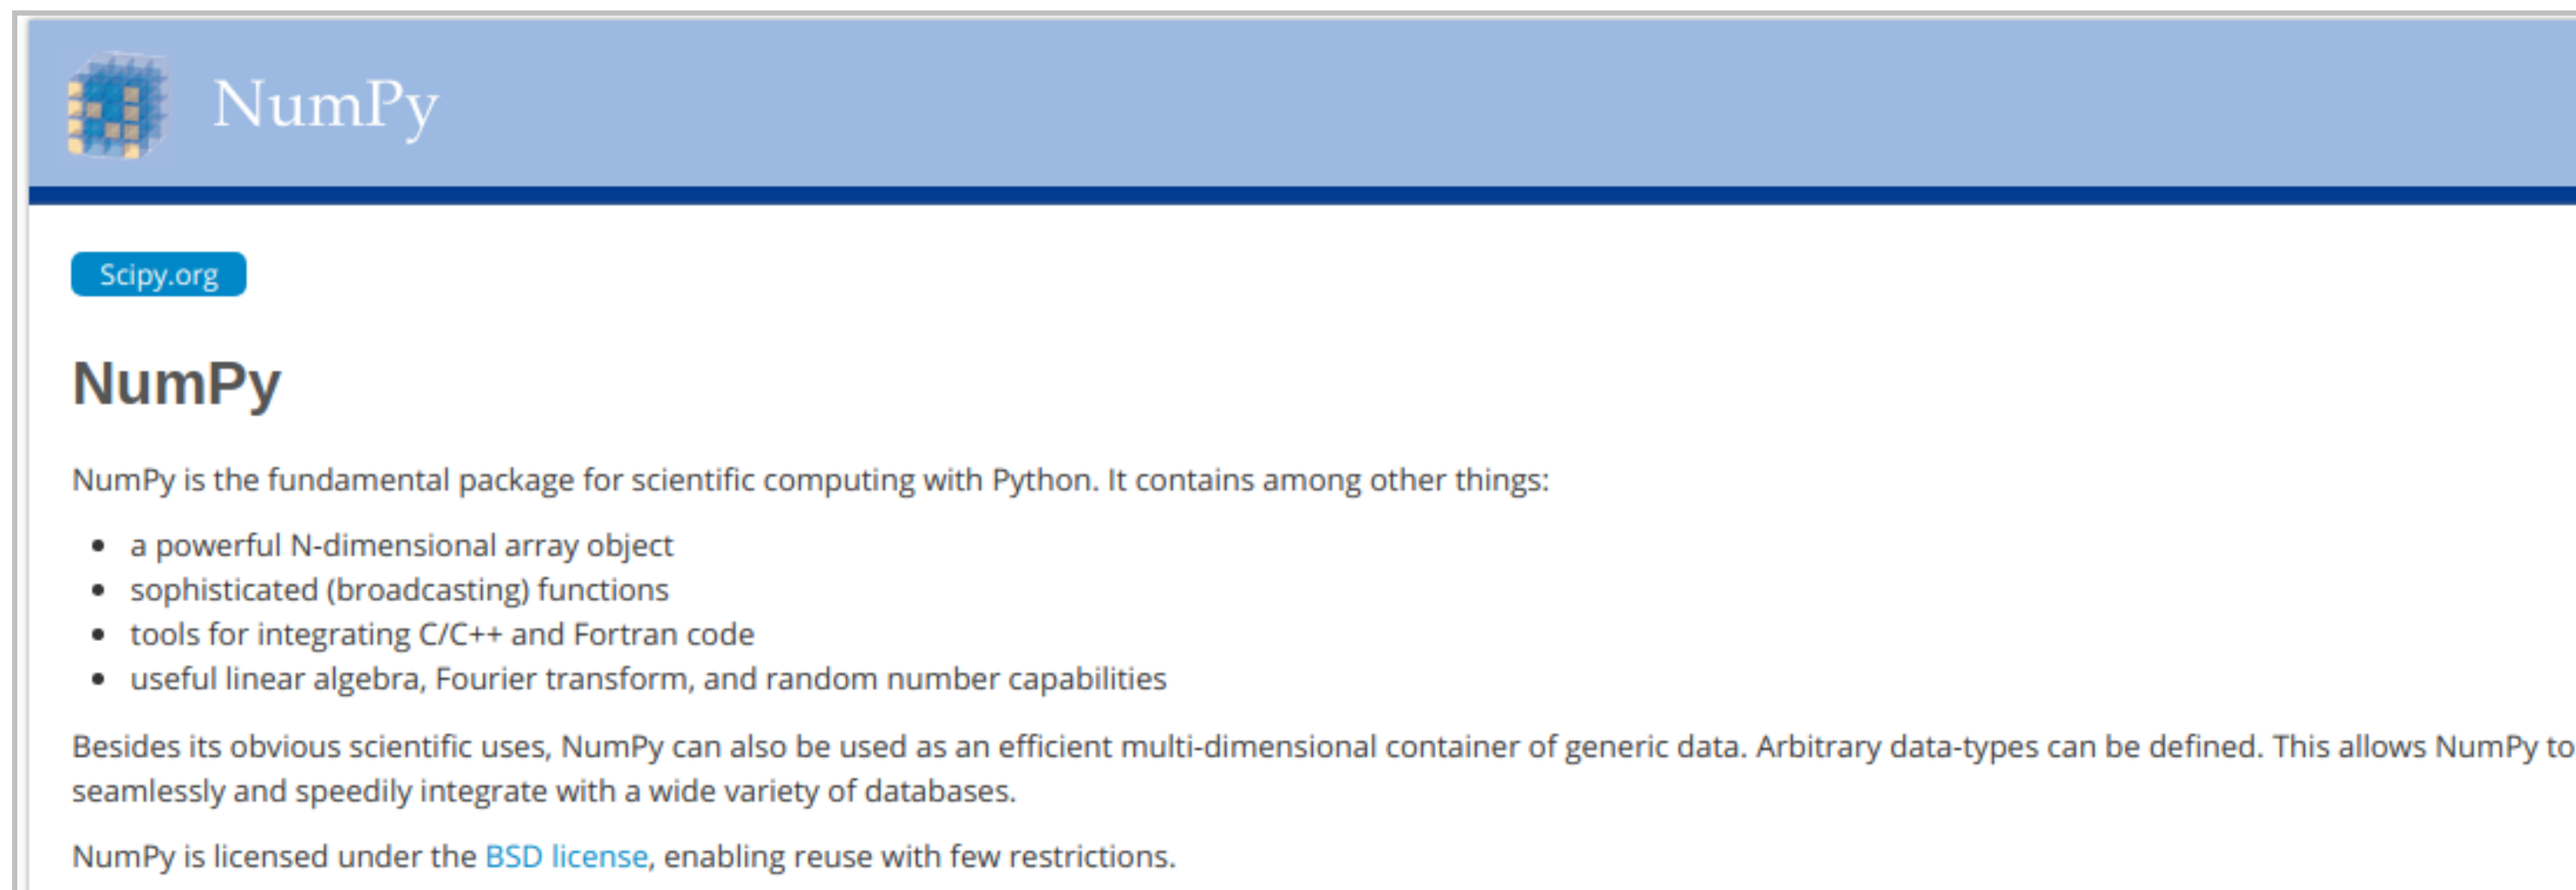 NumPy
Scipy.org
NumPy
NumPy is the fundamental package for scientific computing with Python. It contains among other things:
• a powerful N-dimensional array object
• sophisticated (broadcasting) functions
• tools for integrating C/C++ and Fortran code
• useful linear algebra, Fourier transform, and random number capabilities
Besides its obvious scientific uses, NumPy can also be used as an efficient multi-dimensional container of generic data. Arbitrary data-types can be defined. This allows NumPy to
seamlessly and speedily integrate with a wide variety of databases.
NumPy is licensed under the BSD license, enabling reuse with few restrictions.